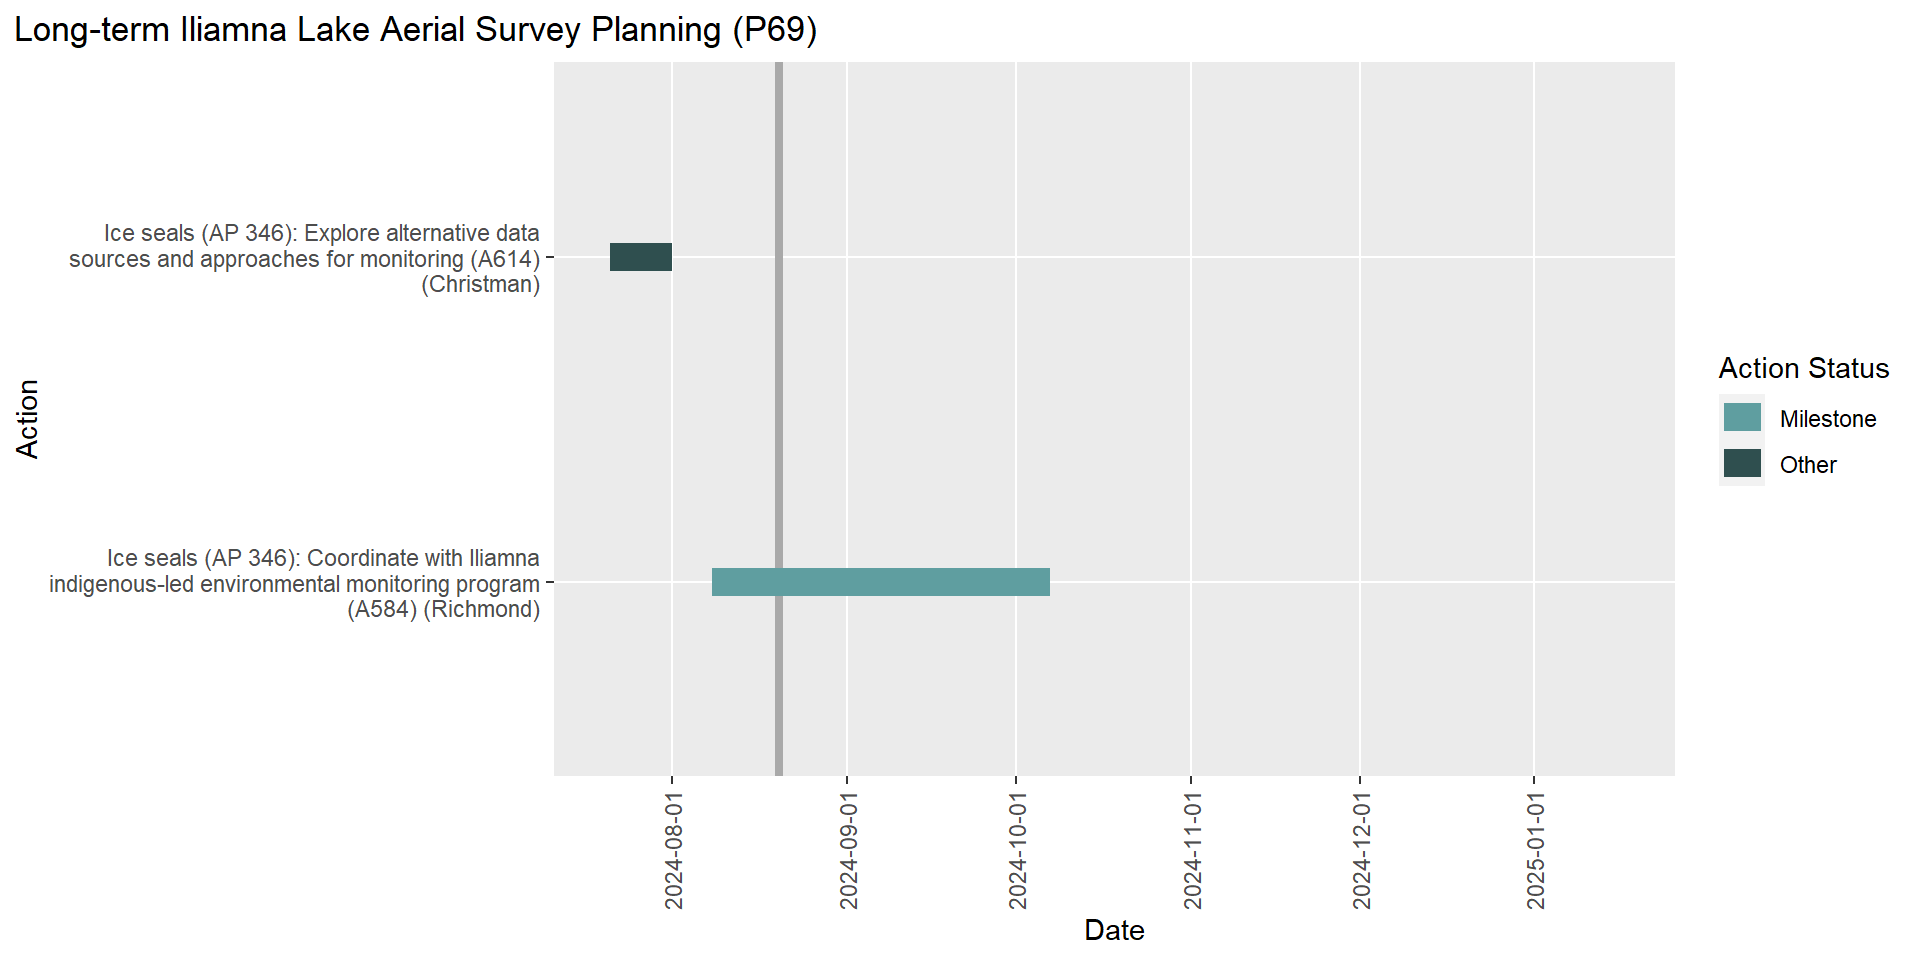 Long-term Iliamna Lake Aerial Survey Planning (P69)
Action
Ice seals (AP 346): Explore alternative data
sources and approaches for monitoring (A614)
(Christman)
Ice seals (AP 346): Coordinate with Iliamna
indigenous-led environmental monitoring program
(A584) (Richmond)
2024-08-01
2024-09-01
2024-10-01
2024-11-01
2024-12-01
2025-01-01
Date
Action Status
Milestone
Other